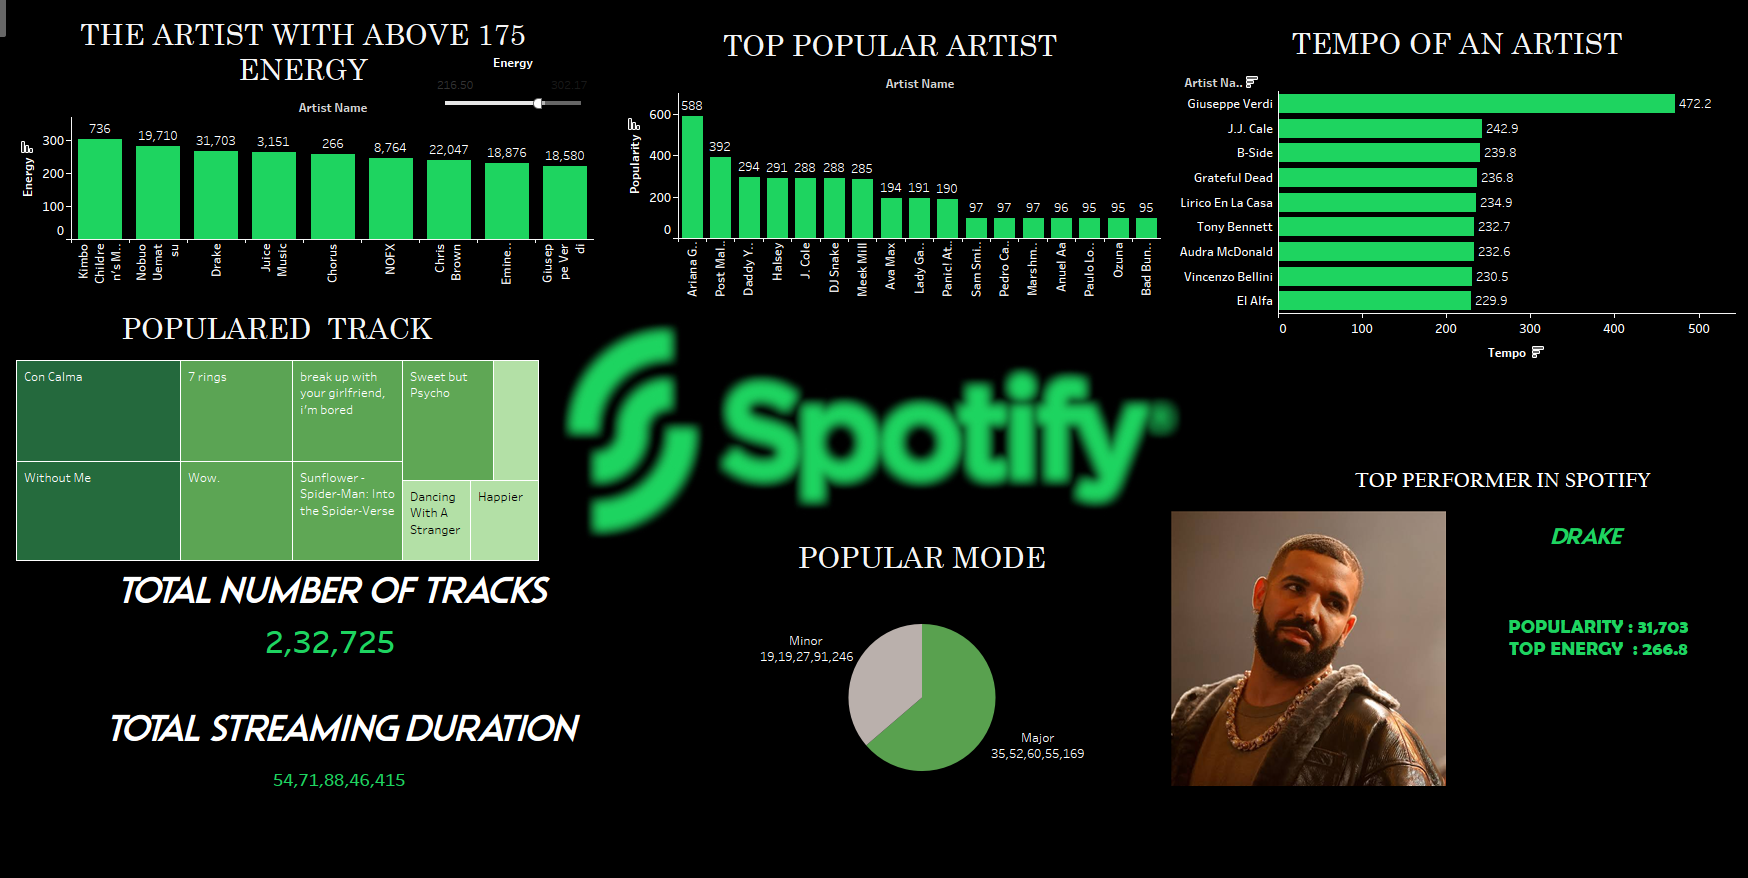 THE ARTIST WITH ABOVE 175
ENERGY
Energy
216.50 302.17
Artist Name
Energy
300
200
100
0
736 19,710 31,703 3,151 266 8,764 22,047 18,876 18,580
Kimbo
Childre
n's M..
Nobuo
Uemat
su
Drake
Juice
Music
Chorus
NOFX
Chris
Brown
Emine..
Giusep
pe Ver
di
TOP POPULAR ARTIST
Artist Name
Popularity
600
400
200
0
588 392 294 291 288 288 285 194 191 190 97 97 97 96 95 95 95
Ariana G..
Post Mal..
Daddy Y..
Halsey
J. Cole
DJ Snake
Meek Mill
Ava Max
Lady Ga..
Panic! At..
Sam Smi..
Pedro Ca..
Marshm..
Anuel Aa
Paulo Lo..
Ozuna
Bad Bun..
TEMPO OF AN ARTIST
Artist Na..
Giuseppe Verdi 472.2
J.J. Cale 242.9
B-Side 239.8
Grateful Dead 236.8
Lirico En La Casa 234.9
Tony Bennett 232.7
Audra McDonald 232.6
Vincenzo Bellini 230.5
El Alfa 229.9
0 100 200 300 400 500
Tempo
POPULARED TRACK
Con Calma
7 rings
break up with
your girlfriend,
i'm bored
Sweet but
Psycho
Without Me
Wow.
Sunflower -
Spider-Man: Into
the Spider-Verse
Dancing
With A
Stranger
Happier
Spotify®
TOTAL NUMBER OF TRACKS
2,32,725
TOTAL STREAMING DURATION
54,71,88,46,415
POPULAR MODE
Minor
19,19,27,91,246
Major
35,52,60,55,169
TOP PERFORMER IN SPOTIFY
DRAKE
POPULARITY : 31,703
TOP ENERGY : 266.8